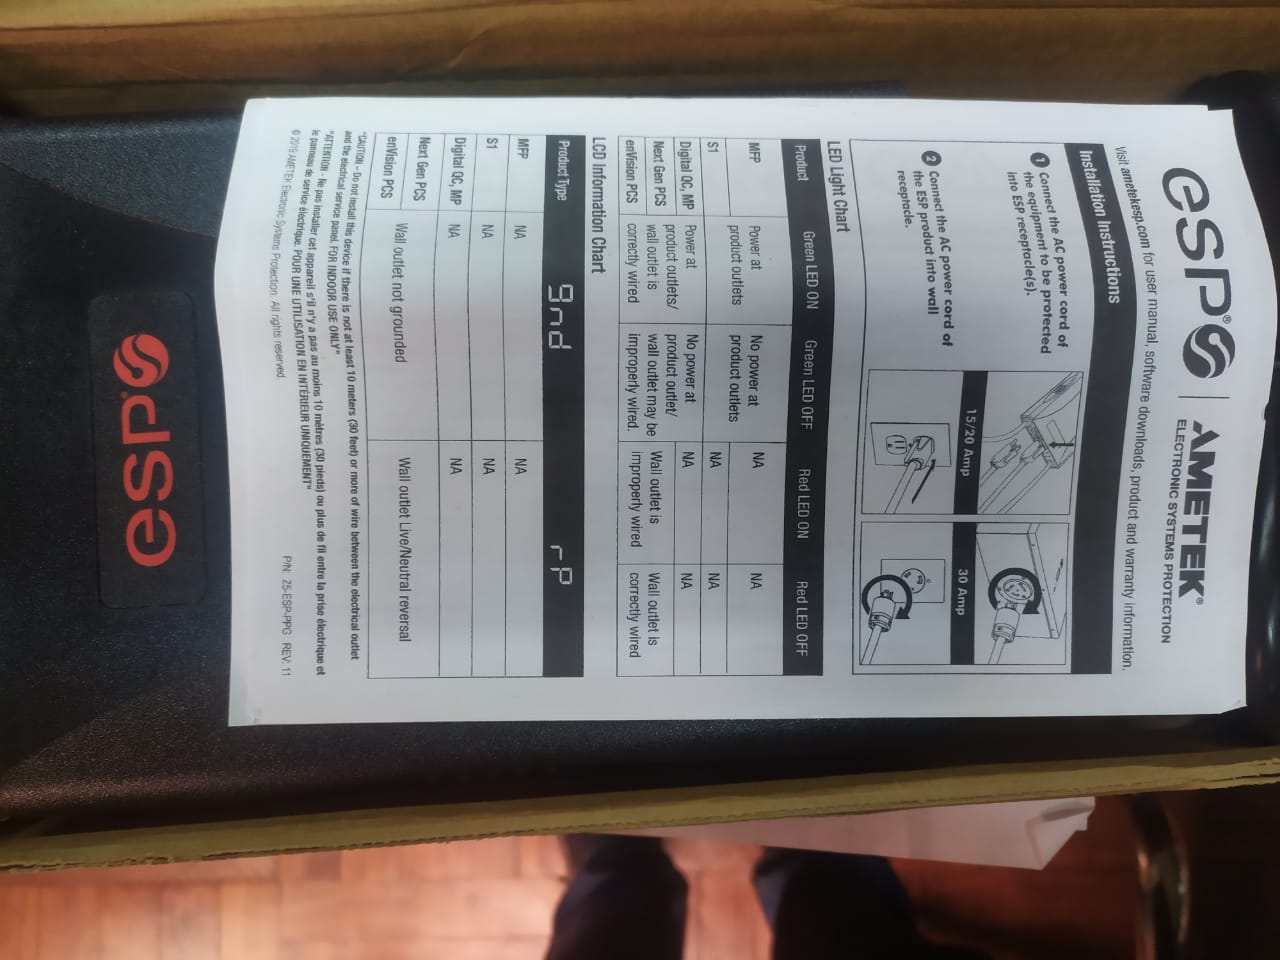 esp | AMETEK®
ELECTRONIC SYSTEMS PROTECTION
Visit ametekesp.com for user manual, software downloads, product and warranty information.
Installation Instructions
1 Connect the AC power cord of
the equipment to be protected
into ESP receptacle(s).
2 Connect the AC power cord of
the ESP product into wall
receptacle.
15/20 Amp
30 Amp
LED Light Chart
Product Green LED ON Green LED OFF Red LED ON Red LED OFF
MFP Power at product outlets No power at product outlets NA NA
S1 NA NA
Digital QC, MP Power at product outlets/ wall outlet is correctly wired No power at product outlet/ wall outlet may be improperly wired. NA NA
Next Gen PCS
enVision PCS Wall outlet is improperly wired Wall outlet is correctly wired
LCD Information Chart
Product Type gnd rP
MFP NA NA
S1 NA NA
Digital QC, MP NA NA
Next Gen PCS
enVision PCS Wall outlet not grounded Wall outlet Live/Neutral reversal
"CAUTION – Do not install this device if there is not at least 10 meters (30 feet) or more of wire between the electrical outlet
and the electrical service panel. FOR INDOOR USE ONLY"
"ATTENTION - Ne pas installer cet appareil s'il n'y a pas au moins 10 mètres (30 pieds) ou plus de fil entre la prise électrique et
le panneau de service électrique. POUR UNE UTILISATION EN INTÉRIEUR UNIQUEMENT"
© 2019 AMETEK Electronic Systems Protection. All rights reserved. P/N: Z5-ESP-PPG REV: 11
esp